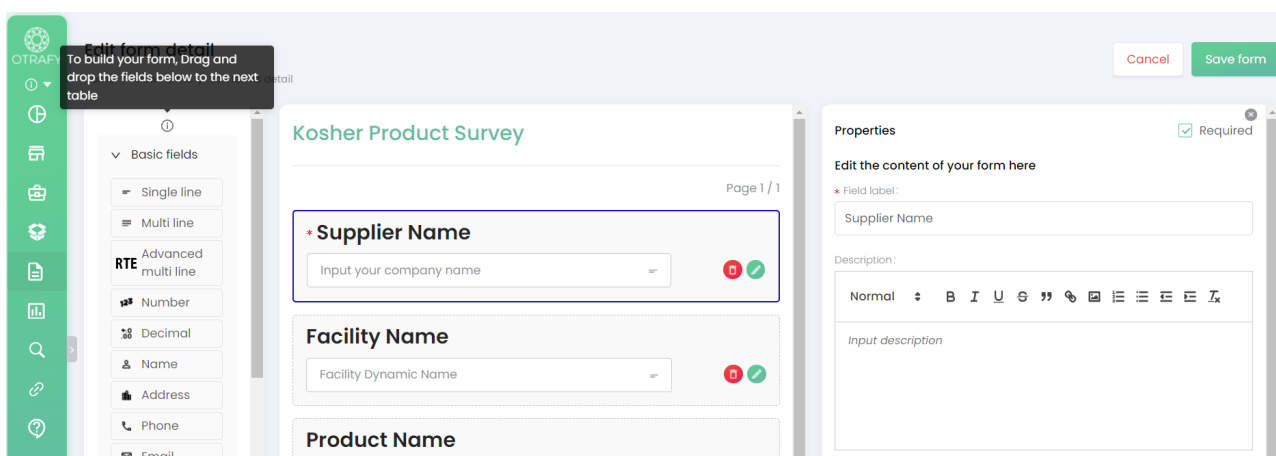 OTRAFY
Edit form detail
To build your form, Drag and
drop the fields below to the next
table
detail
Cancel
Save form
Basic fields
Single line
Multi line
RTE Advanced
multi line
Number
Decimal
Name
Address
Phone
Email
Kosher Product Survey
Page 1 / 1
* Supplier Name
Input your company name
Facility Name
Facility Dynamic Name
Product Name
Properties
Required
Edit the content of your form here
* Field label:
Supplier Name
Description:
Normal
Input description